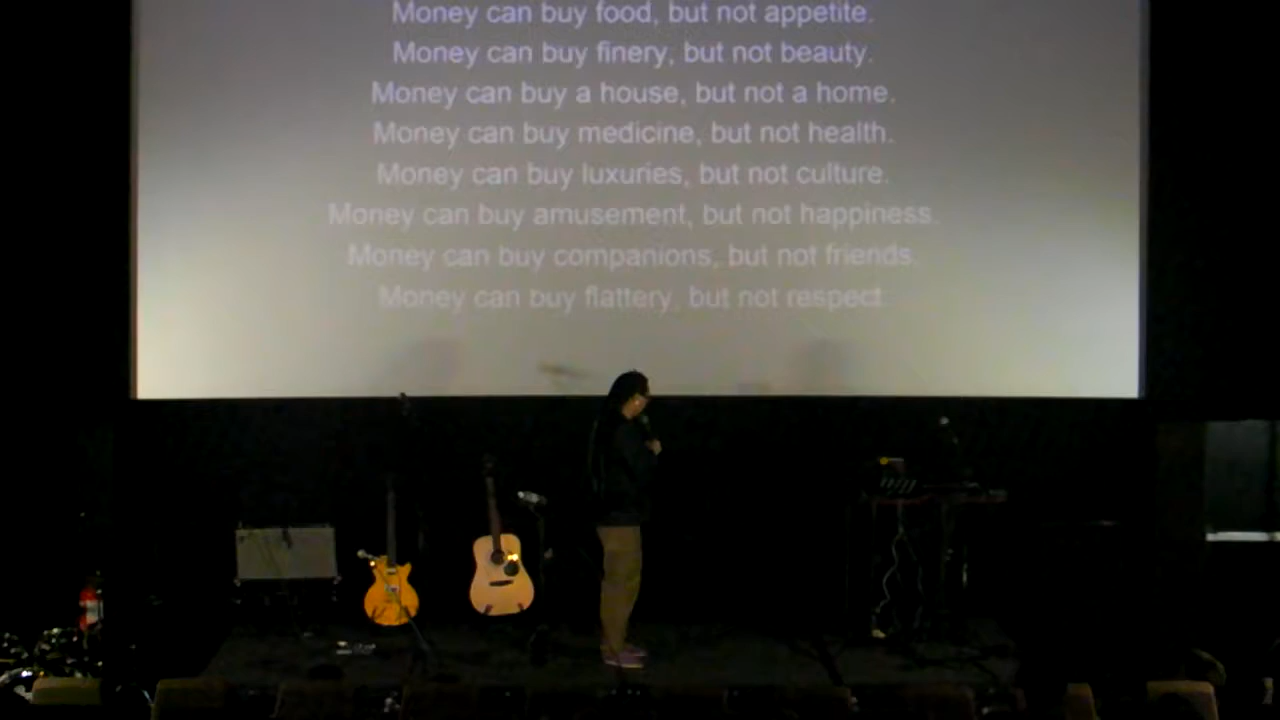 Money can buy food, but not appetite.
Money can buy finery, but not beauty.
Money can buy a house, but not a home.
Money can buy medicine, but not health.
Money can buy luxuries, but not culture.
Money can buy amusement, but not happiness.
Money can buy companions, but not friends.
Money can buy flattery, but not respect.